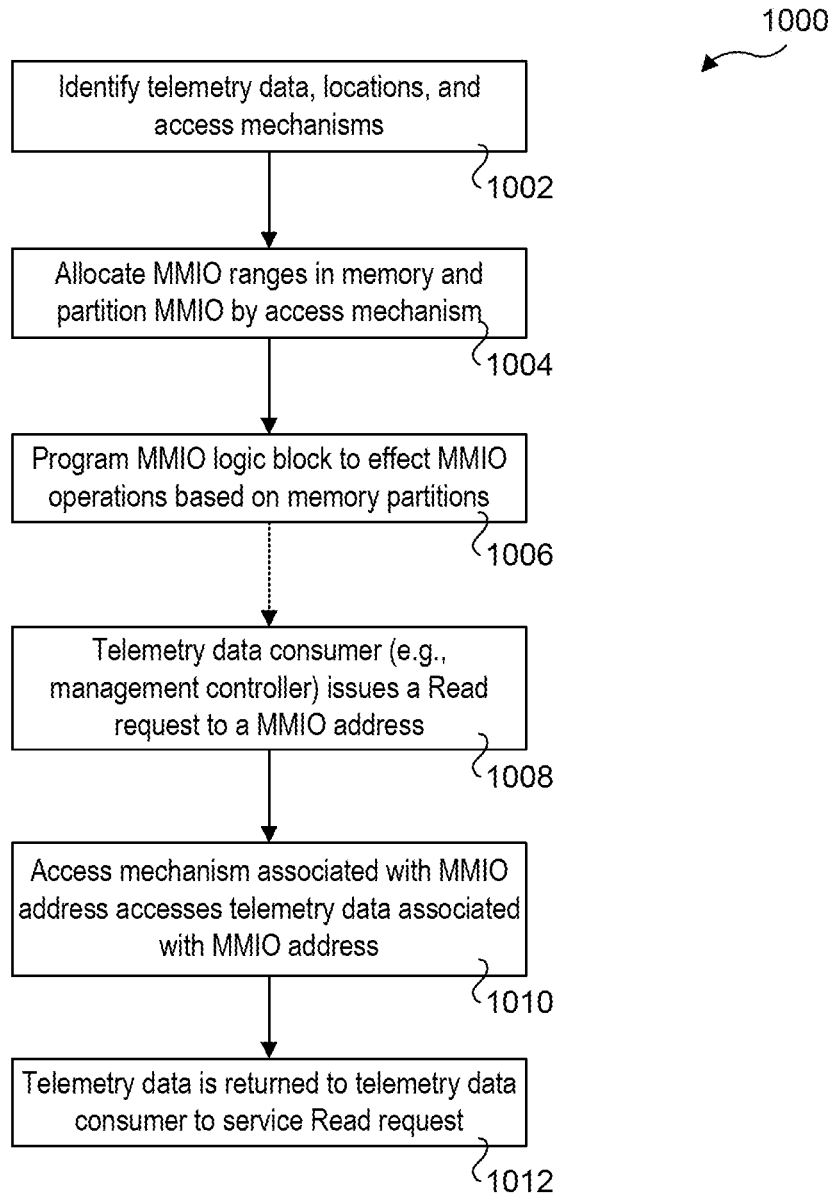 1000
Identify telemetry data, locations, and
access mechanisms
1002
Allocate MMIO ranges in memory and
partition MMIO by access mechanism
1004
Program MMIO logic block to effect MMIO
operations based on memory partitions
1006
Telemetry data consumer (e.g.,
management controller) issues a Read
request to a MMIO address
1008
Access mechanism associated with MMIO
address accesses telemetry data associated
with MMIO address
1010
Telemetry data is returned to telemetry data
consumer to service Read request
1012